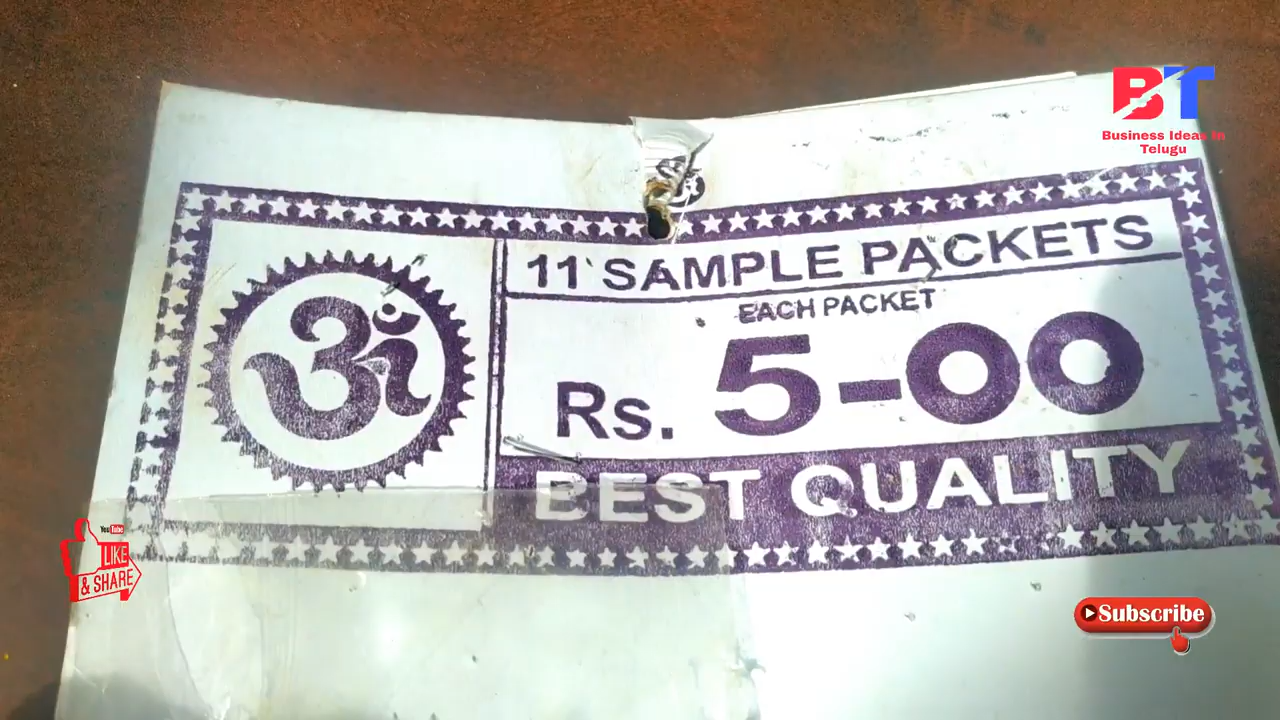 BT
Business Ideas In
Telugu
ॐ
ॐ
11 SAMPLE PACKETS
EACH PACKET
Rs. 5-00
BEST QUALITY
YouTube
LIKE
& SHARE
Subscribe